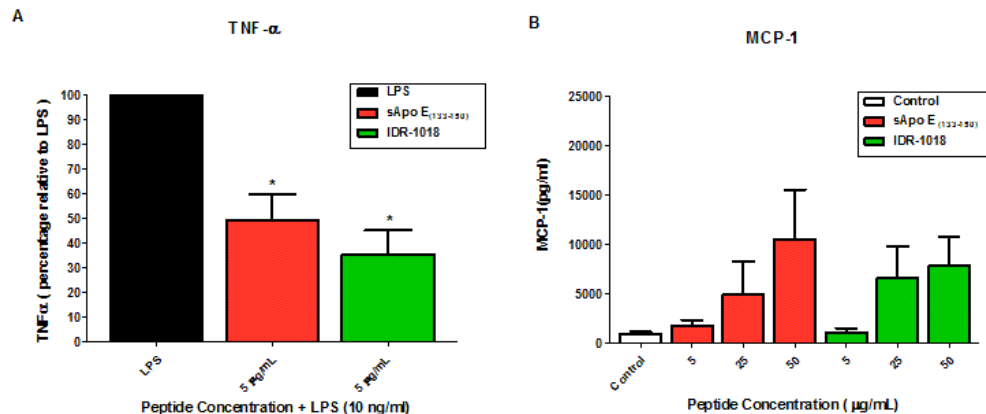 A
TNF-α
LPS
sApo E (133-150)
IDR-1018
TNFα ( percentage relative to LPS )
100
90
80
70
60
50
40
30
20
10
0
*
*
LPS
5 µg/mL
5 µg/mL
Peptide Concentration + LPS (10 ng/ml)
B
MCP-1
Control
sApo E (133-150)
IDR-1018
MCP-1(pg/ml)
25000
20000
15000
10000
5000
0
Control
5
25
50
5
25
50
Peptide Concentration ( µg/mL)